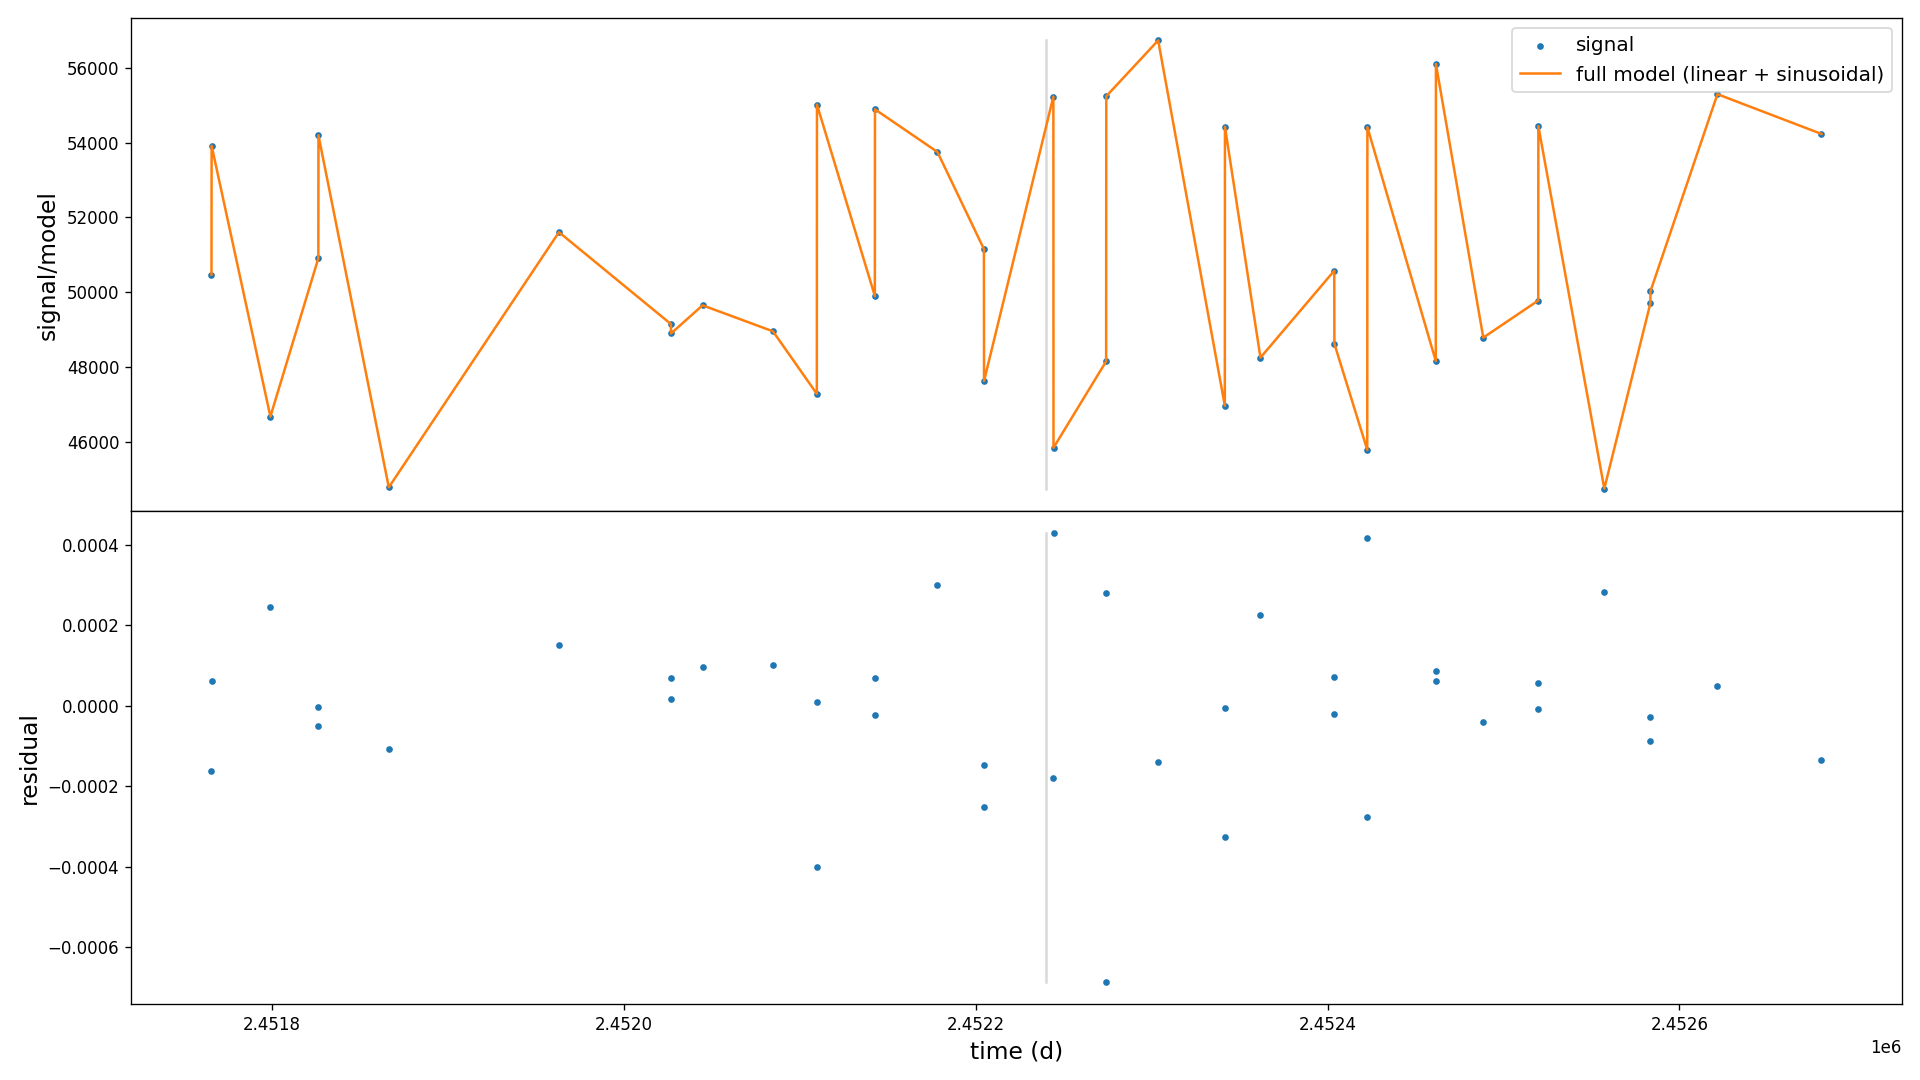 signal
full model (linear + sinusoidal)
56000
54000
52000
50000
48000
46000
signal/model
0.0004
0.0002
0.0000
−0.0002
−0.0004
−0.0006
residual
2.4518
2.4520
2.4522
2.4524
2.4526
1e6
time (d)